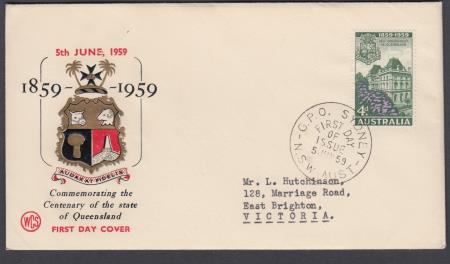 5th JUNE, 1959
1859 - 1959
AUDAX AT FIDELIS
Commemorating the
Centenary of the state
of Queensland
WCS
FIRST DAY COVER
1859-1959
4d
AUSTRALIA
G.P.O. SYDNEY
FIRST DAY
OF
ISSUE
59
N.S.W. AUST.
Mr. L. Hutchinson,
128, Marriage Road,
East Brighton,
VICTORIA.